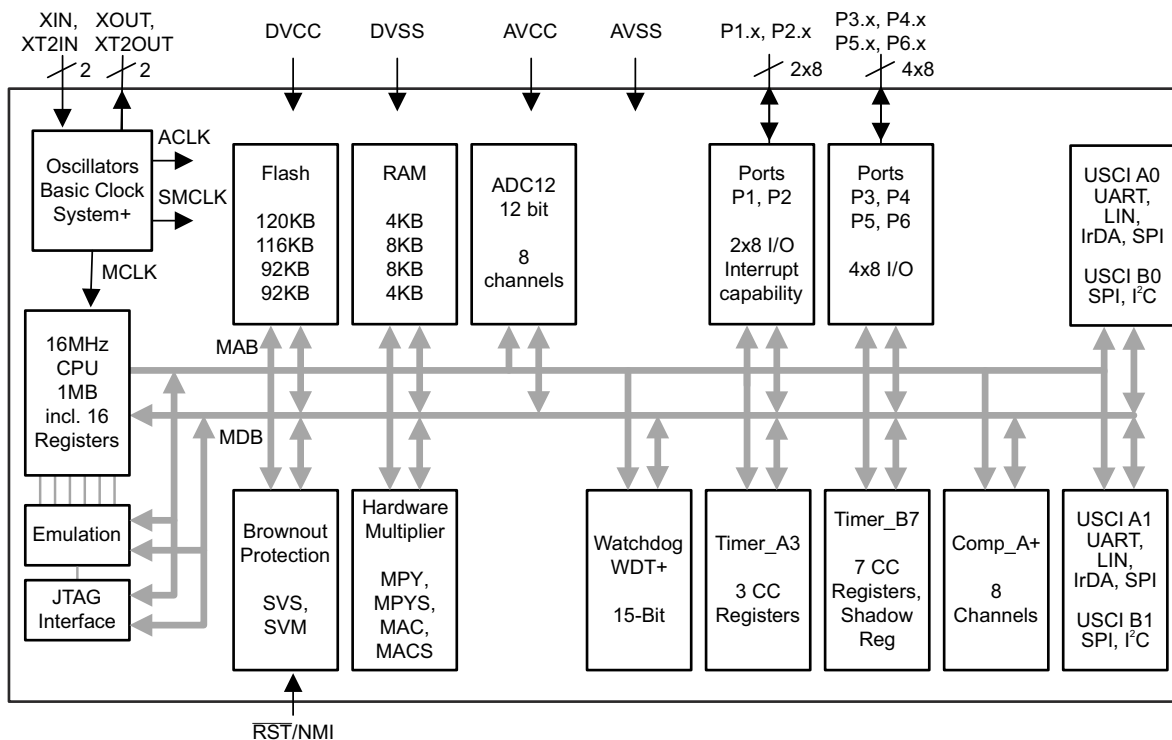 XIN,
XT2IN
XOUT,
XT2OUT
DVCC
DVSS
AVCC
AVSS
P1.x, P2.x
P3.x, P4.x
P5.x, P6.x
2
2
2x8
4x8
Oscillators
Basic Clock
System+
ACLK
SMCLK
MCLK
Flash
120KB
116KB
92KB
92KB
RAM
4KB
8KB
8KB
4KB
ADC12
12 bit
8
channels
Ports
P1, P2
2x8 I/O
Interrupt
capability
Ports
P3, P4
P5, P6
4x8 I/O
USCI A0
UART,
LIN,
IrDA, SPI
USCI B0
SPI, I²C
16MHz
CPU
1MB
incl. 16
Registers
MAB
MDB
Emulation
JTAG
Interface
Brownout
Protection
SVS,
SVM
Hardware
Multiplier
MPY,
MPYS,
MAC,
MACS
Watchdog
WDT+
15-Bit
Timer_A3
3 CC
Registers
Timer_B7
7 CC
Registers,
Shadow
Reg
Comp_A+
8
Channels
USCI A1
UART,
LIN,
IrDA, SPI
USCI B1
SPI, I²C
RST/NMI